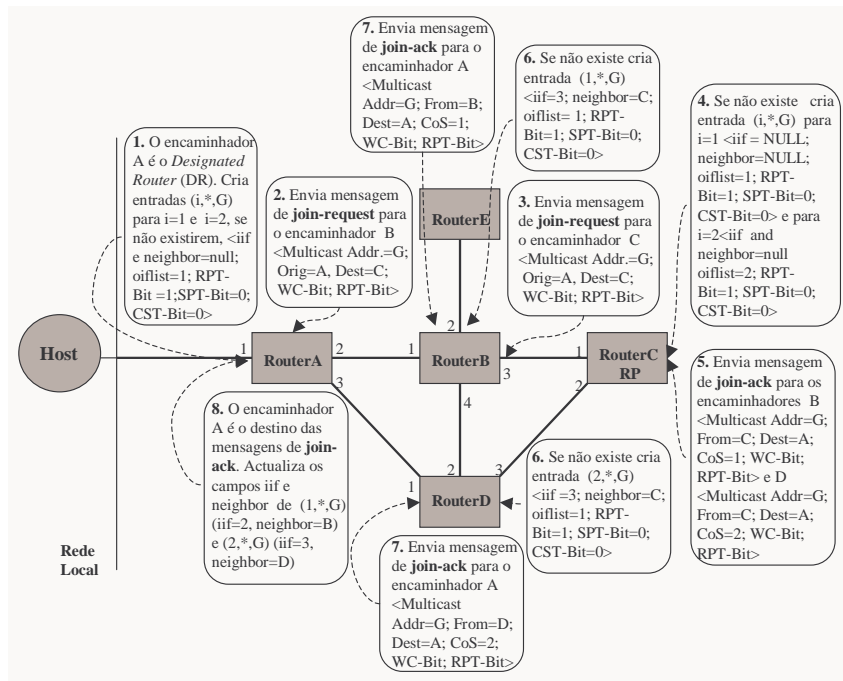 7. Envia mensagem
de join-ack para o
encaminhador A
<Multicast
Addr=G; From=B;
Dest=A; CoS=1;
WC-Bit; RPT-Bit>
6. Se não existe cria
entrada (1,*,G)
<iif=3; neighbor=C;
oiflist= 1; RPT-
Bit=1; SPT-Bit=0;
CST-Bit=0>
4. Se não existe cria
entrada (i,*,G) para
i=1 <iif = NULL;
neighbor=NULL;
oiflist=1; RPT-
Bit=1; SPT-Bit=0;
CST-Bit=0> e para
i=2<iif and
neighbor=null
oiflist=2; RPT-
Bit=1; SPT-Bit=0;
CST-Bit=0>
1. O encaminhador
A é o Designated
Router (DR). Cria
entradas (i,*,G)
para i=1 e i=2, se
não existirem, <iif
e neighbor=null;
oiflist=1; RPT-
Bit =1;SPT-Bit=0;
CST-Bit=0>
2. Envia mensagem
de join-request para
o encaminhador B
<Multicast Addr.=G;
Orig=A, Dest=C;
WC-Bit; RPT-Bit>
RouterE
3. Envia mensagem
de join-request para
o encaminhador C
<Multicast Addr=G;
Orig=A, Dest=C;
WC-Bit; RPT-Bit>
2
Host
1
RouterA
2
1
RouterB
3
1
RouterC
RP
3
4
2
5. Envia mensagem
de join-ack para os
encaminhadores B
<Multicast Addr=G;
From=C; Dest=A;
CoS=1; WC-Bit;
RPT-Bit> e D
<Multicast Addr=G;
From=C; Dest=A;
CoS=2; WC-Bit;
RPT-Bit>
8. O encaminhador
A é o destino das
mensagens de join-
ack. Actualiza os
campos iif e
neighbor de (1,*,G)
(iif=2, neighbor=B)
e (2,*,G) (iif=3,
neighbor=D)
2
3
1
RouterD
6. Se não existe cria
entrada (2,*,G)
<iif =3; neighbor=C;
oiflist=1; RPT-
Bit=1; SPT-Bit=0;
CST-Bit=0>
Rede
Local
7. Envia mensagem
de join-ack para o
encaminhador A
<Multicast
Addr=G; From=D;
Dest=A; CoS=2;
WC-Bit; RPT-Bit>